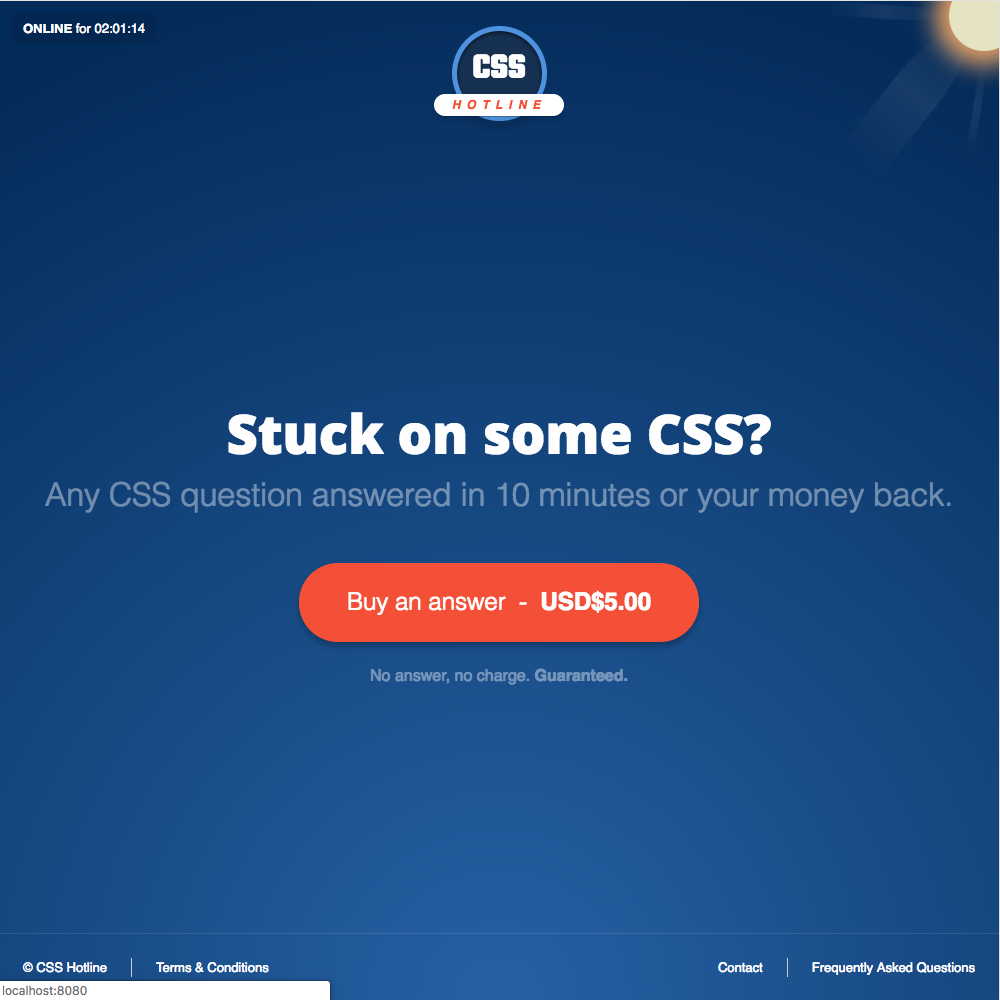 ONLINE for 02:01:14
CSS
HOTLINE
Stuck on some CSS?
Any CSS question answered in 10 minutes or your money back.
Buy an answer - USD$5.00
No answer, no charge. Guaranteed.
© CSS Hotline
Terms & Conditions
Contact
Frequently Asked Questions
localhost:8080